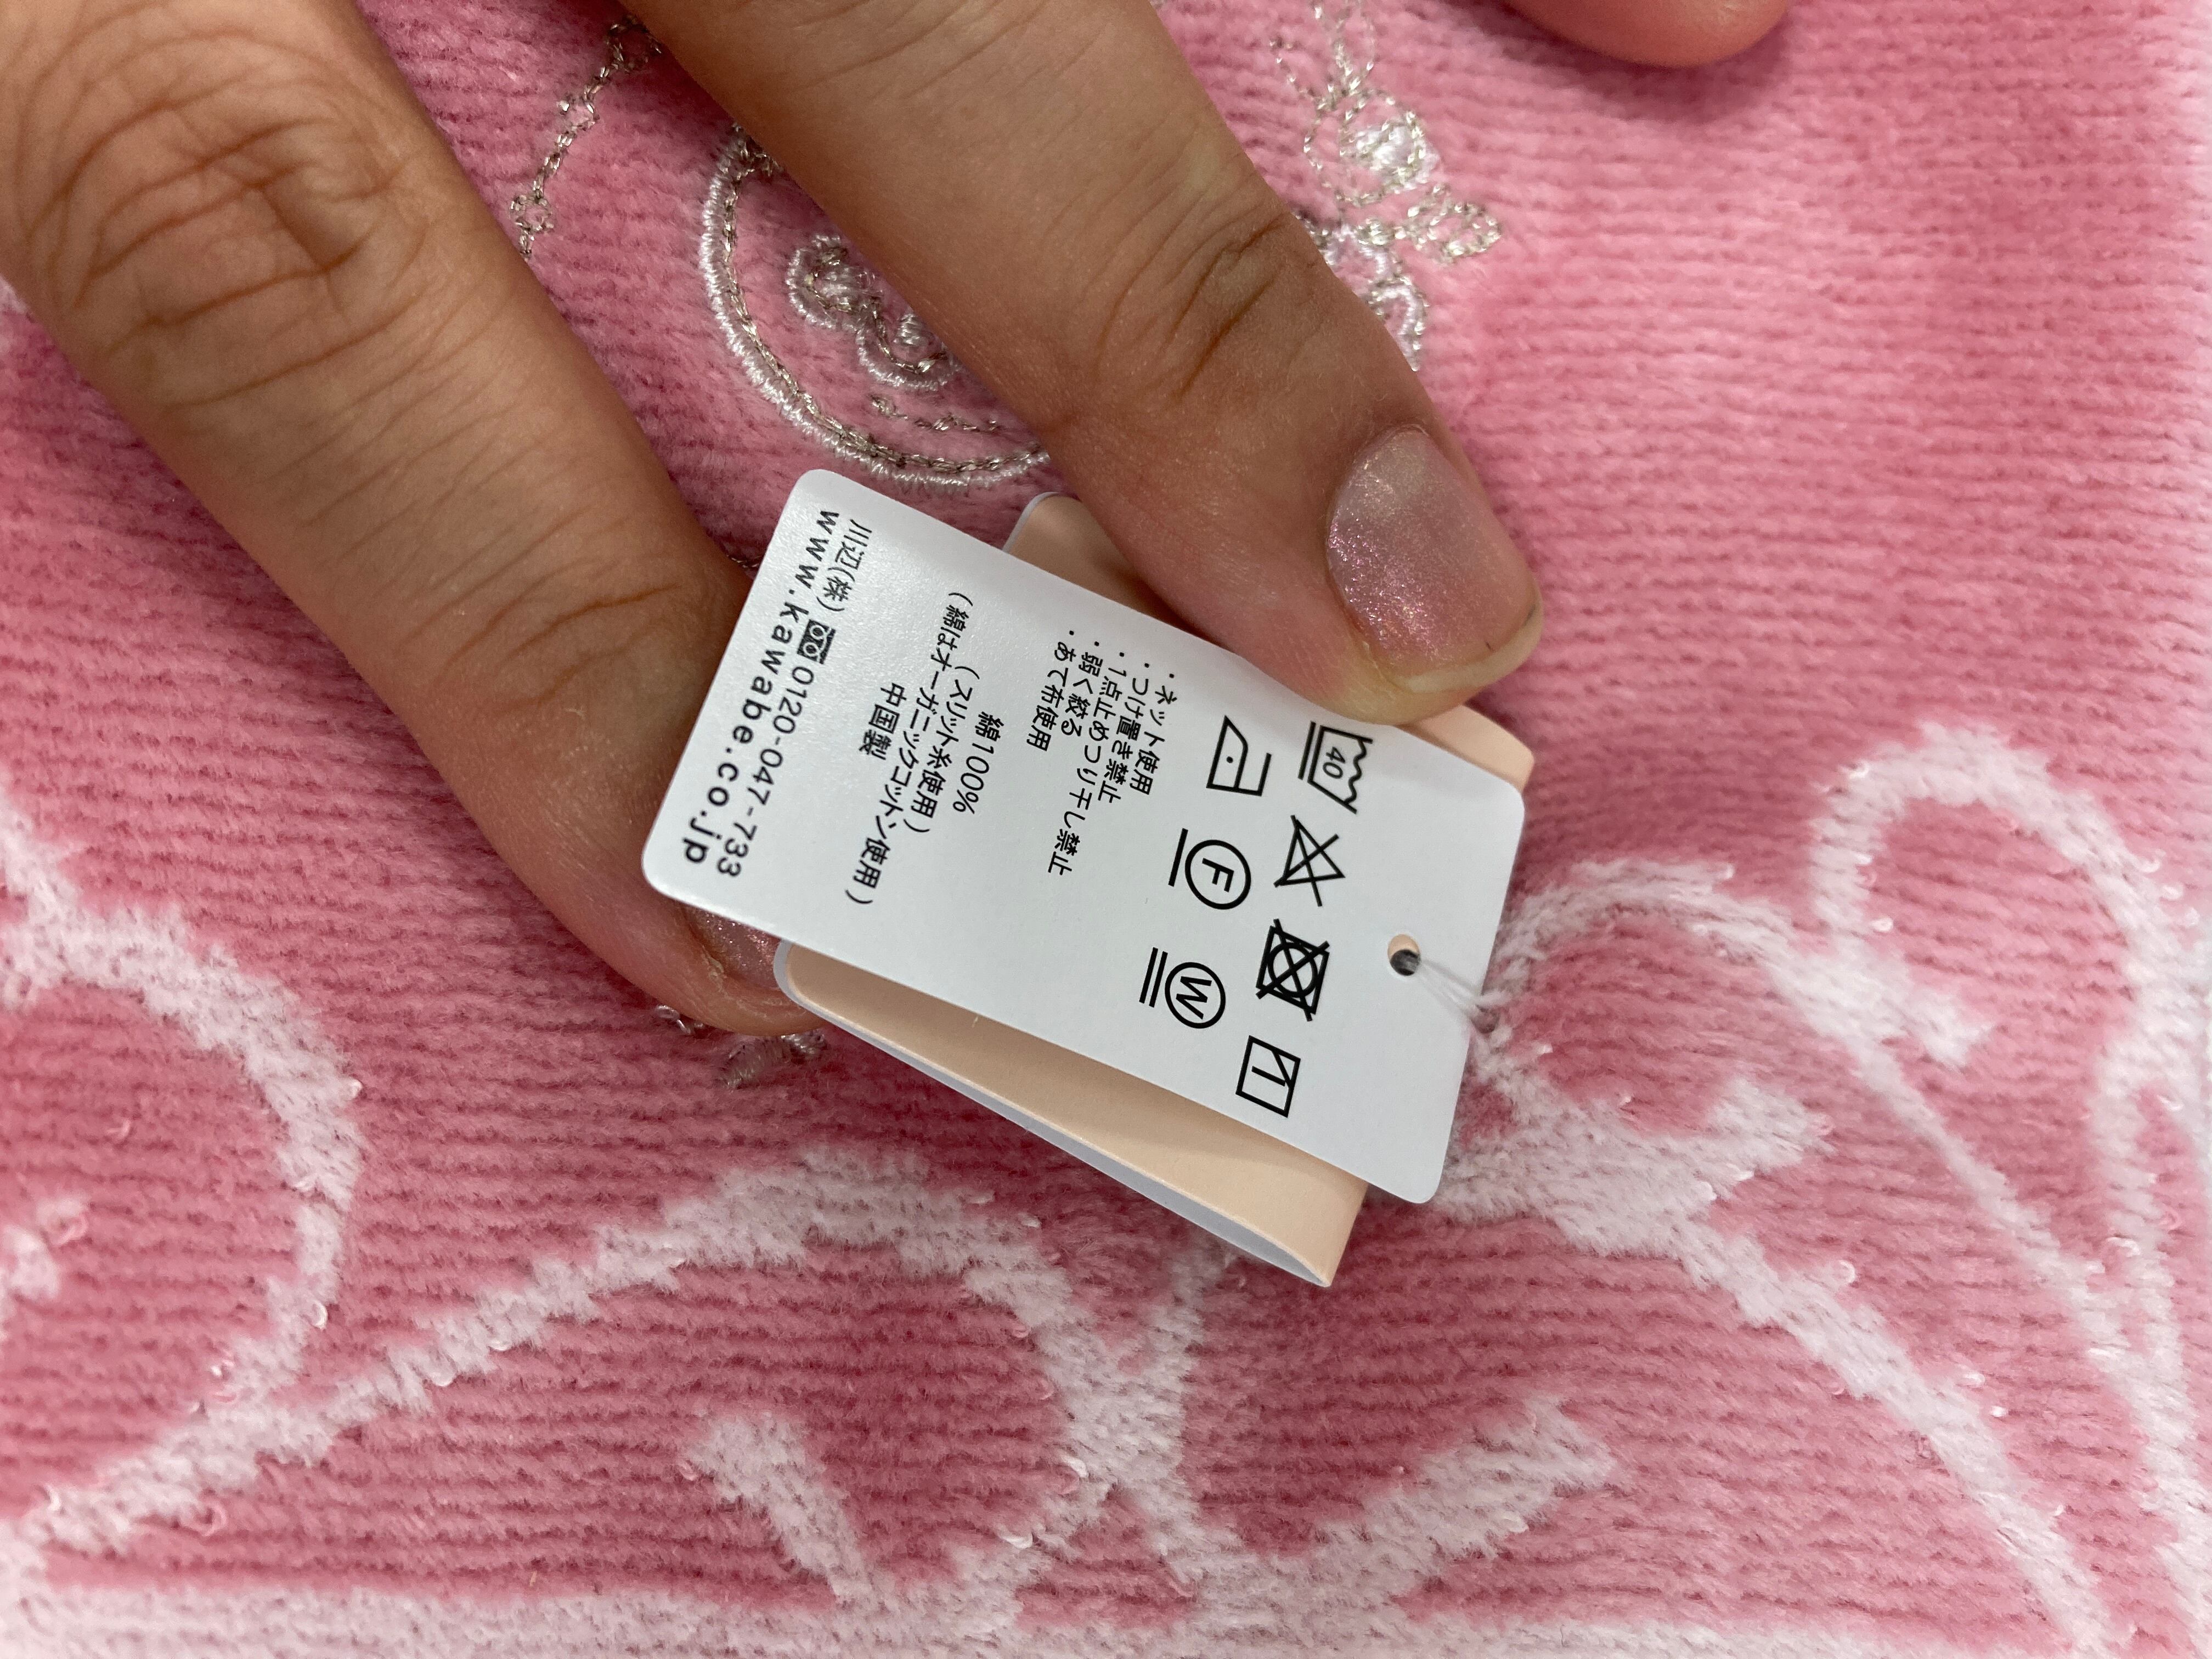 40
F W
・ネット使用
・つけ置き禁止
・1点止めつり干し禁止
・弱く絞る
・あて布使用
綿100%
(スリット糸使用)
(綿はオーガニックコットン使用)
中国製
川辺(株) 0120-047-733
www.kawabe.co.jp